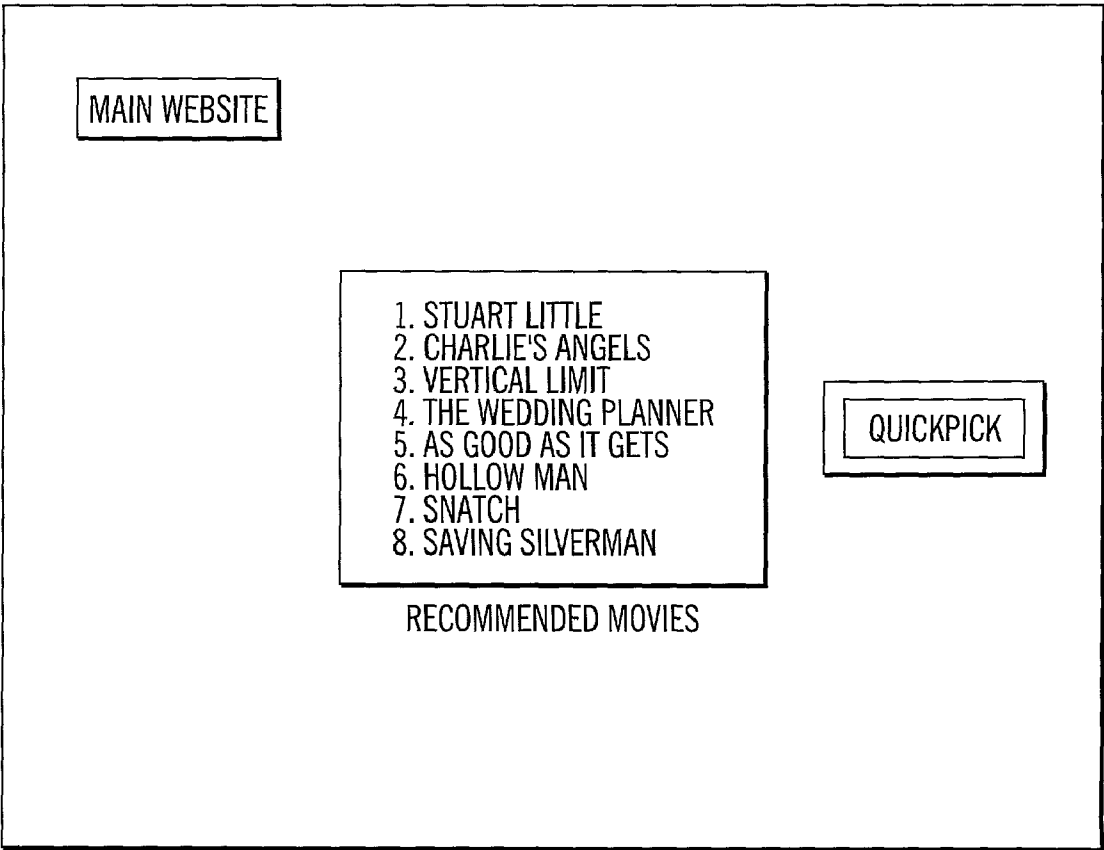 MAIN WEBSITE
1. STUART LITTLE
2. CHARLIE'S ANGELS
3. VERTICAL LIMIT
4. THE WEDDING PLANNER
5. AS GOOD AS IT GETS
6. HOLLOW MAN
7. SNATCH
8. SAVING SILVERMAN
QUICKPICK
RECOMMENDED MOVIES